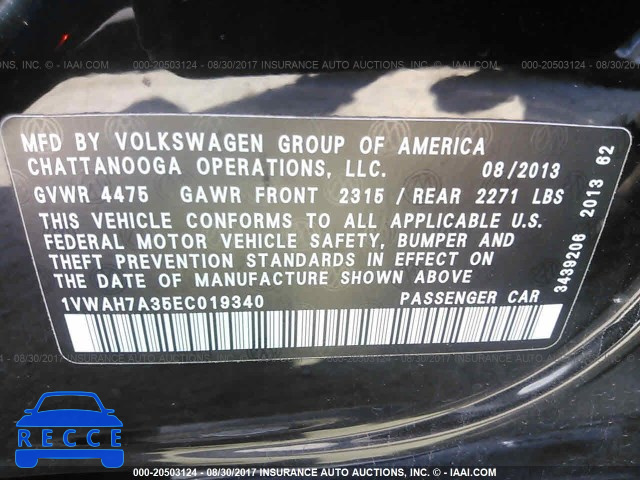 000-20503124 - 08/30/2017 INSURANCE AUTO AUCTIONS, INC. - IAAI.COM
MFD BY VOLKSWAGEN GROUP OF AMERICA
CHATTANOOGA OPERATIONS, LLC. 08/2013
GVWR 4475 GAWR FRONT 2315 / REAR 2271 LBS
THIS VEHICLE CONFORMS TO ALL APPLICABLE U.S.
FEDERAL MOTOR VEHICLE SAFETY, BUMPER AND
THEFT PREVENTION STANDARDS IN EFFECT ON
THE DATE OF MANUFACTURE SHOWN ABOVE
1VWAH7A35EC019340 PASSENGER CAR
3439206 2013 62
RECCE
000-20503124 - 08/30/2017 INSURANCE AUTO AUCTIONS, INC. - IAAI.COM